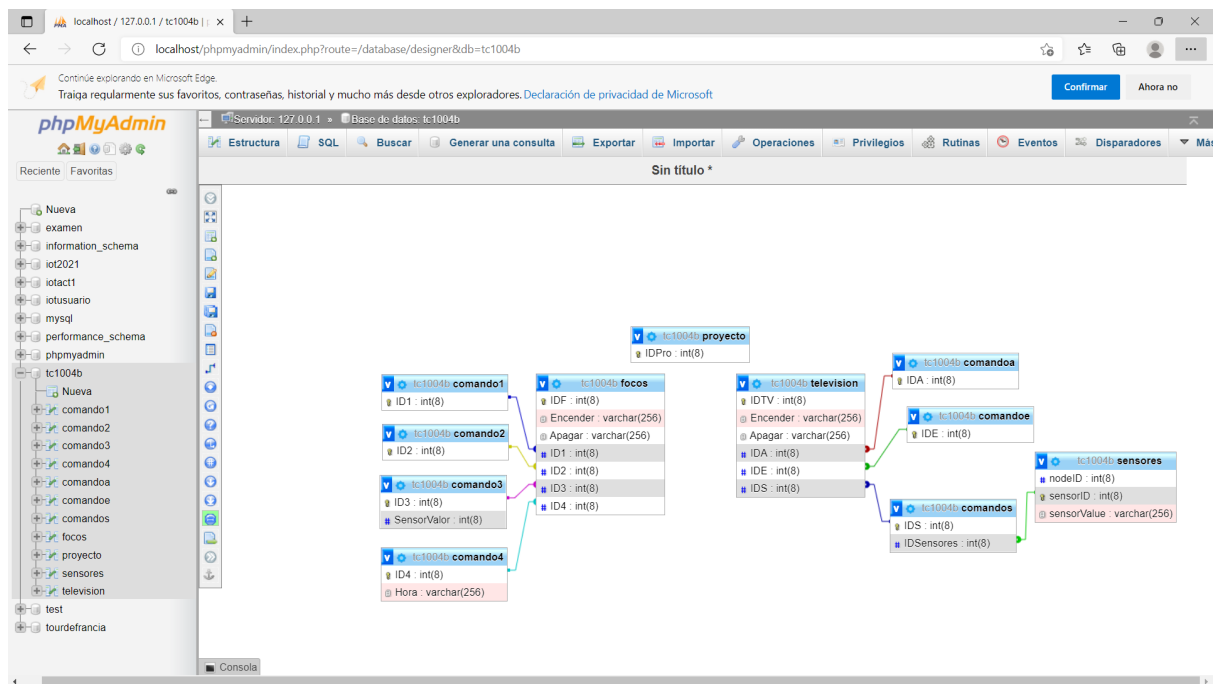 localhost / 127.0.0.1 / tc1004b | p
localhost/phpmyadmin/index.php?route=/database/designer&db=tc1004b
Continúe explorando en Microsoft Edge.
Traiga regularmente sus favoritos, contraseñas, historial y mucho más desde otros exploradores. Declaración de privacidad de Microsoft
Confirmar
Ahora no
phpMyAdmin
Reciente Favoritas
Nueva
examen
information_schema
iot2021
iotact1
iotusuario
mysql
performance_schema
phpmyadmin
tc1004b
Nueva
comando1
comando2
comando3
comando4
comandoa
comandoe
comandos
focos
proyecto
sensores
television
test
tourdefrancia
Servidor: 127.0.0.1 » Base de datos: tc1004b
Estructura SQL Buscar Generar una consulta Exportar Importar Operaciones Privilegios Rutinas Eventos Disparadores Más
Sin título *
tc1004b proyecto
IDPro : int(8)
tc1004b comando1
ID1 : int(8)
tc1004b comando2
ID2 : int(8)
tc1004b comando3
ID3 : int(8)
SensorValor : int(8)
tc1004b comando4
ID4 : int(8)
Hora : varchar(256)
tc1004b focos
IDF : int(8)
Encender : varchar(256)
Apagar : varchar(256)
ID1 : int(8)
ID2 : int(8)
ID3 : int(8)
ID4 : int(8)
tc1004b television
IDTV : int(8)
Encender : varchar(256)
Apagar : varchar(256)
IDA : int(8)
IDE : int(8)
IDS : int(8)
tc1004b comandoa
IDA : int(8)
tc1004b comandoe
IDE : int(8)
tc1004b comandos
IDS : int(8)
IDSensores : int(8)
tc1004b sensores
nodeID : int(8)
sensorID : int(8)
sensorValue : varchar(256)
Consola